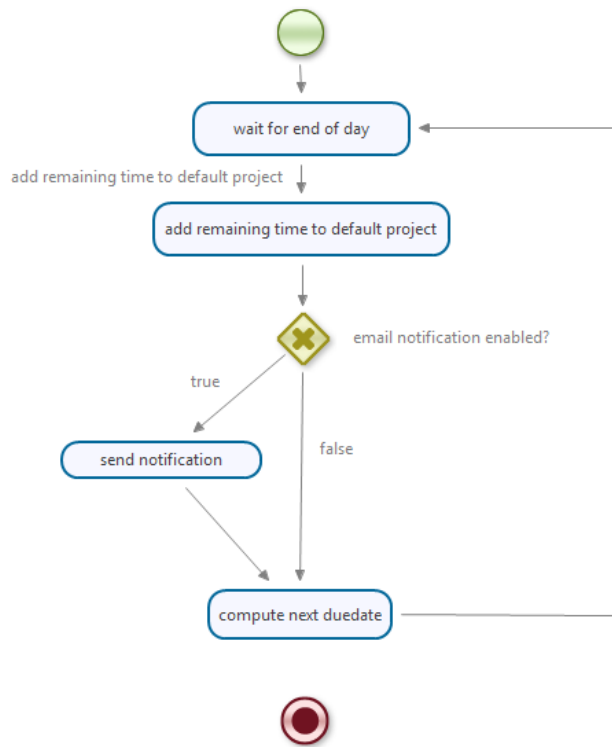 wait for end of day
add remaining time to default project
add remaining time to default project
email notification enabled?
true
false
send notification
compute next duedate